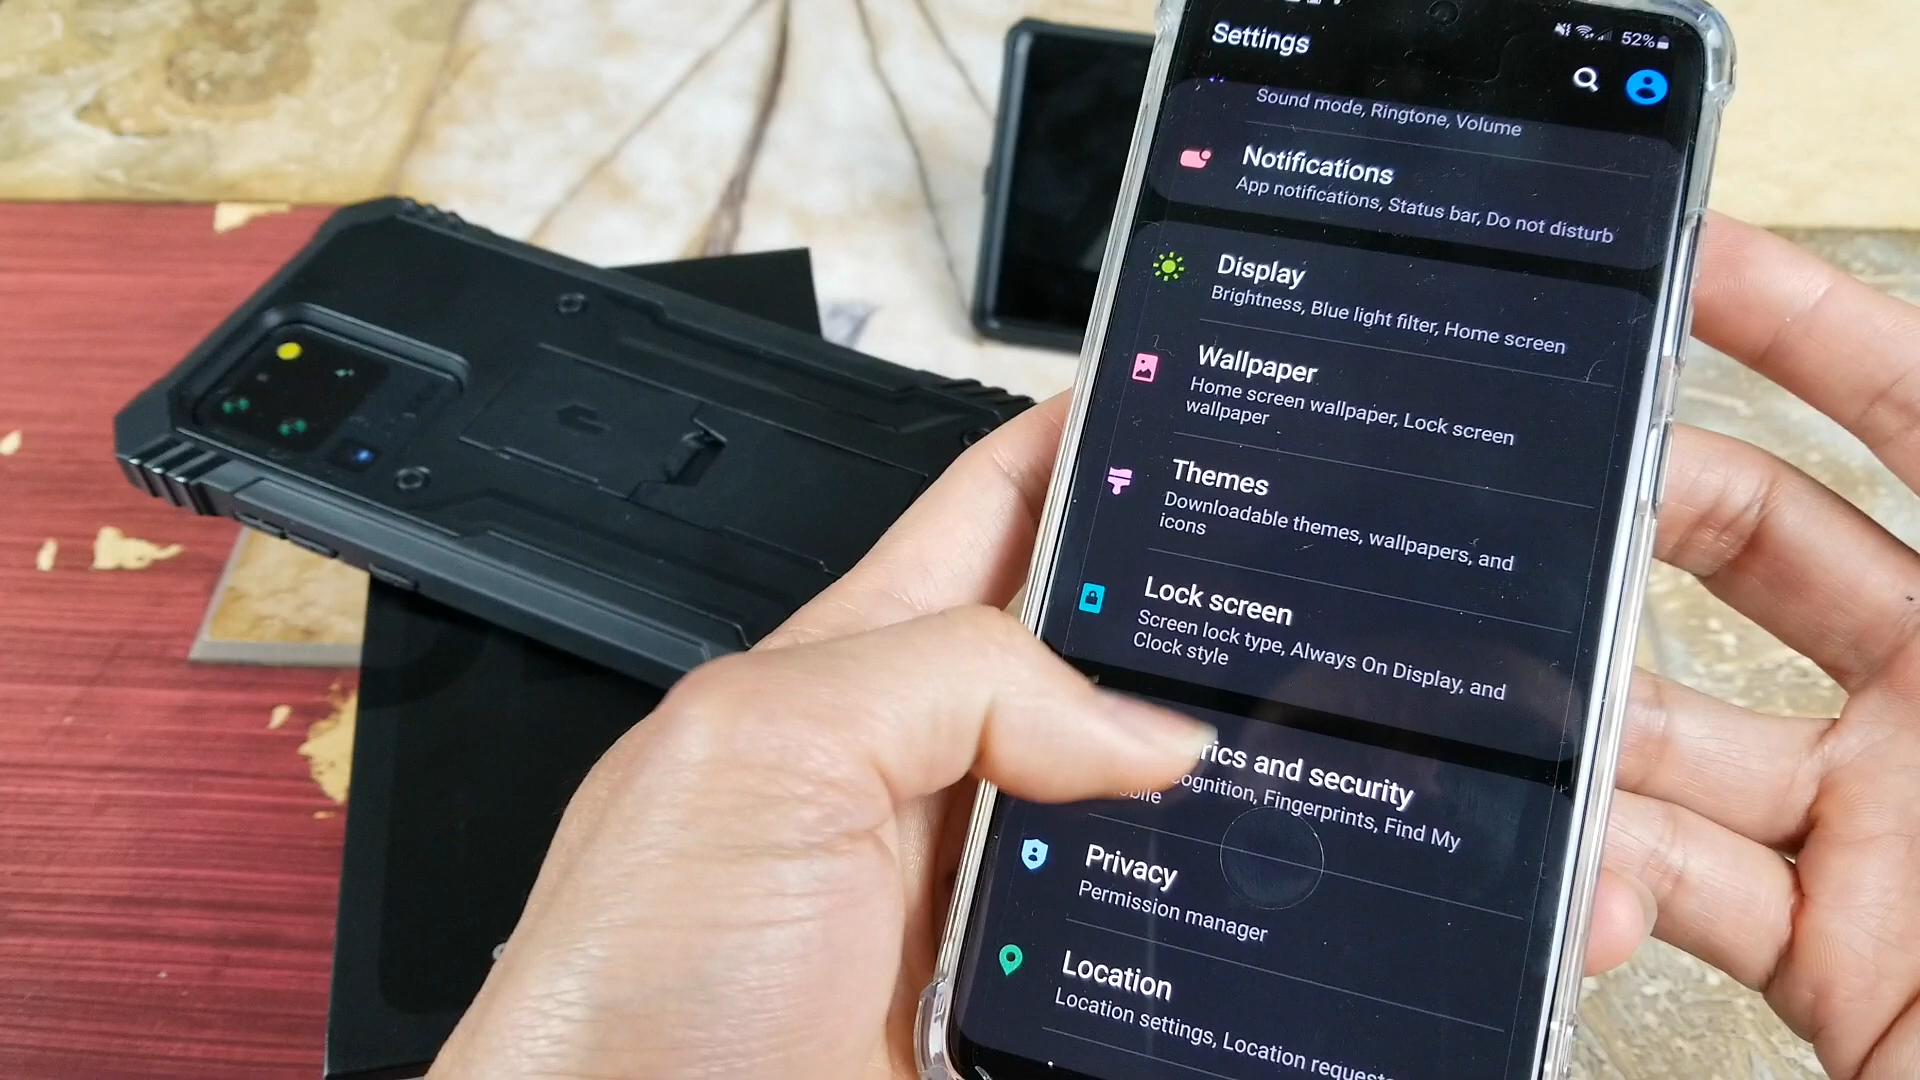 Settings
52%
Sound mode, Ringtone, Volume
Notifications
App notifications, Status bar, Do not disturb
Display
Brightness, Blue light filter, Home screen
Wallpaper
Home screen wallpaper, Lock screen
wallpaper
Themes
Downloadable themes, wallpapers, and
icons
Lock screen
Screen lock type, Always On Display, and
Clock style
and security
Fingerprints, Find My
Privacy
Permission manager
Location
Location settings, Location